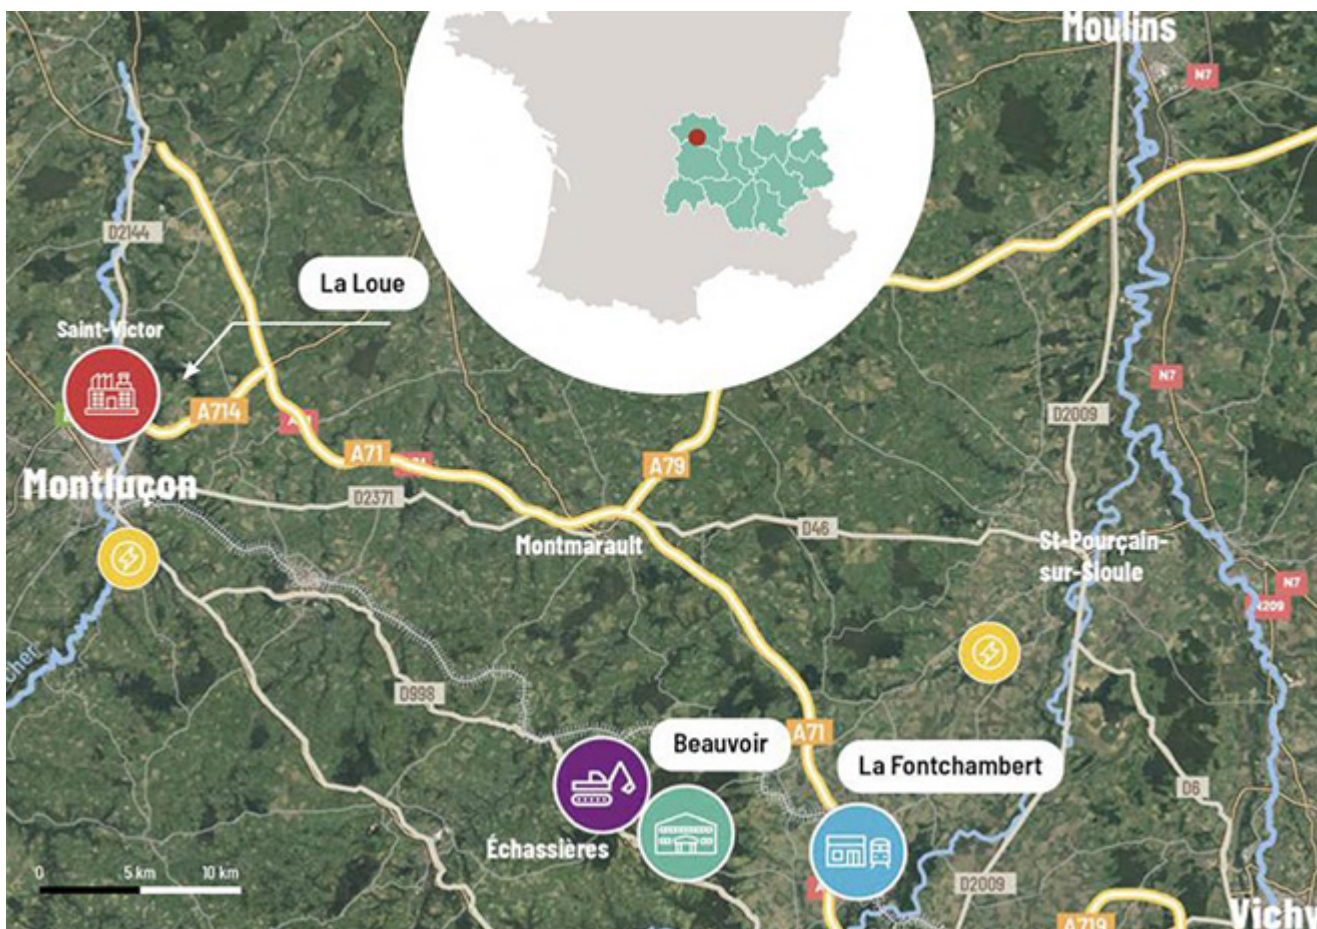 Moulins
N7
D2144
La Loue
Saint-Victor
A714
A71
A79
N7
D2009
Montluçon
D2371
Montmarault
D46
St-Pourçain-
sur-Sioule
N7
cher
D998
Beauvoir
A71
La Fontchambert
D6
Échassières
0 5 km 10 km
D2009
A719
Vichy